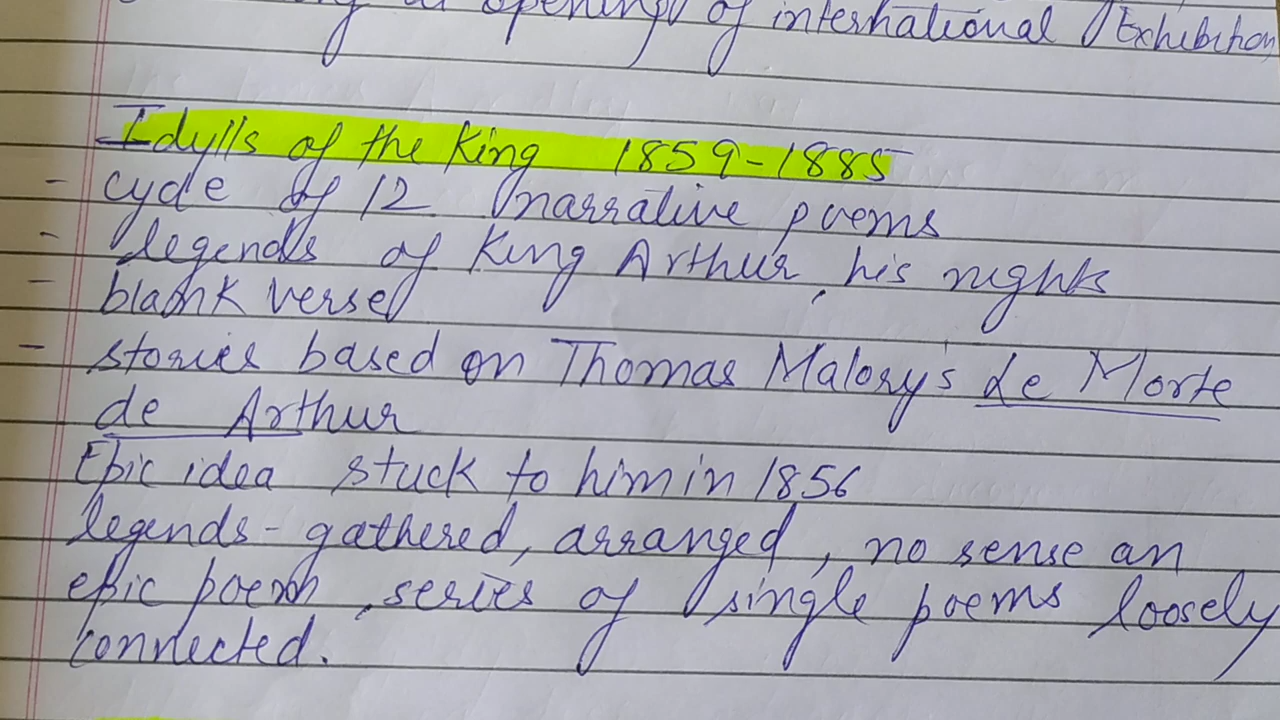 opening of international Exhibition
Idylls of the King 1859-1885
- cycle of 12 narrative poems
- legends of King Arthur, his nights
- blank verse
- stories based on Thomas Malory's Le Morte
de Arthur
Epic idea stuck to him in 1856
legends - gathered, arranged, no sense an
epic poem, series of single poems loosely
connected.